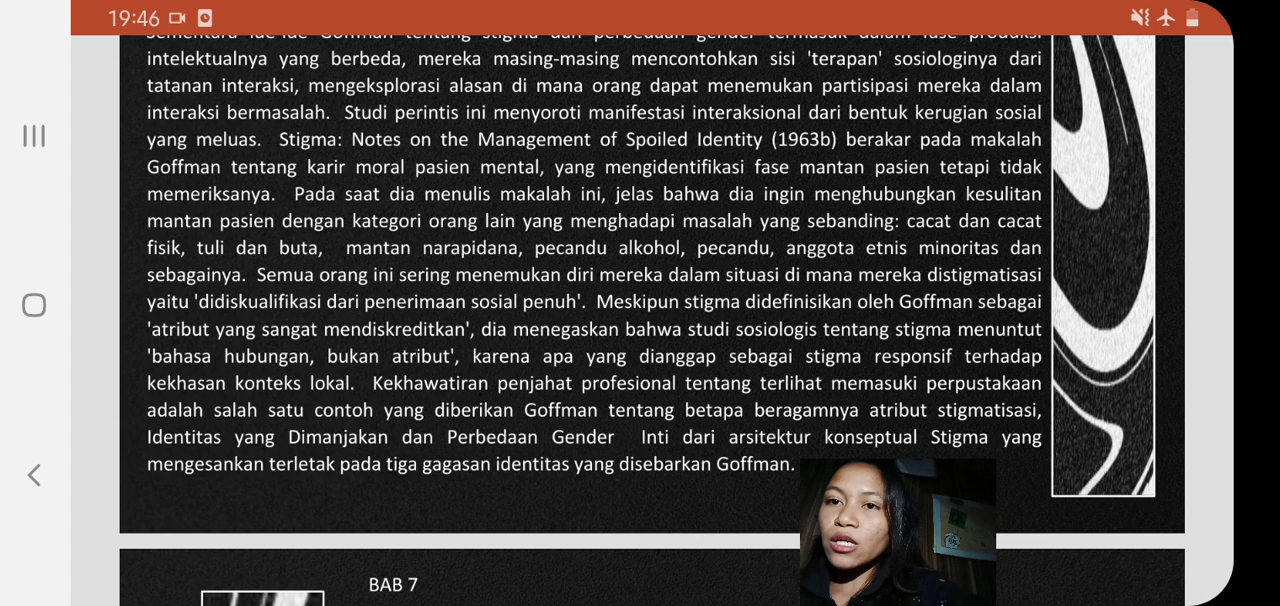 19:46
intelektualnya yang berbeda, mereka masing-masing mencontohkan sisi 'terapan' sosiologinya dari
tatanan interaksi, mengeksplorasi alasan di mana orang dapat menemukan partisipasi mereka dalam
interaksi bermasalah. Studi perintis ini menyoroti manifestasi interaksional dari bentuk kerugian sosial
yang meluas. Stigma: Notes on the Management of Spoiled Identity (1963b) berakar pada makalah
Goffman tentang karir moral pasien mental, yang mengidentifikasi fase mantan pasien tetapi tidak
memeriksanya. Pada saat dia menulis makalah ini, jelas bahwa dia ingin menghubungkan kesulitan
mantan pasien dengan kategori orang lain yang menghadapi masalah yang sebanding: cacat dan cacat
fisik, tuli dan buta, mantan narapidana, pecandu alkohol, pecandu, anggota etnis minoritas dan
sebagainya. Semua orang ini sering menemukan diri mereka dalam situasi di mana mereka distigmatisasi
yaitu 'didiskualifikasi dari penerimaan sosial penuh'. Meskipun stigma didefinisikan oleh Goffman sebagai
'atribut yang sangat mendiskreditkan', dia menegaskan bahwa studi sosiologis tentang stigma menuntut
'bahasa hubungan, bukan atribut', karena apa yang dianggap sebagai stigma responsif terhadap
kekhasan konteks lokal. Kekhawatiran penjahat profesional tentang terlihat memasuki perpustakaan
adalah salah satu contoh yang diberikan Goffman tentang betapa beragamnya atribut stigmatisasi,
Identitas yang Dimanjakan dan Perbedaan Gender Inti dari arsitektur konseptual Stigma yang
mengesankan terletak pada tiga gagasan identitas yang disebarkan Goffman.
BAB 7